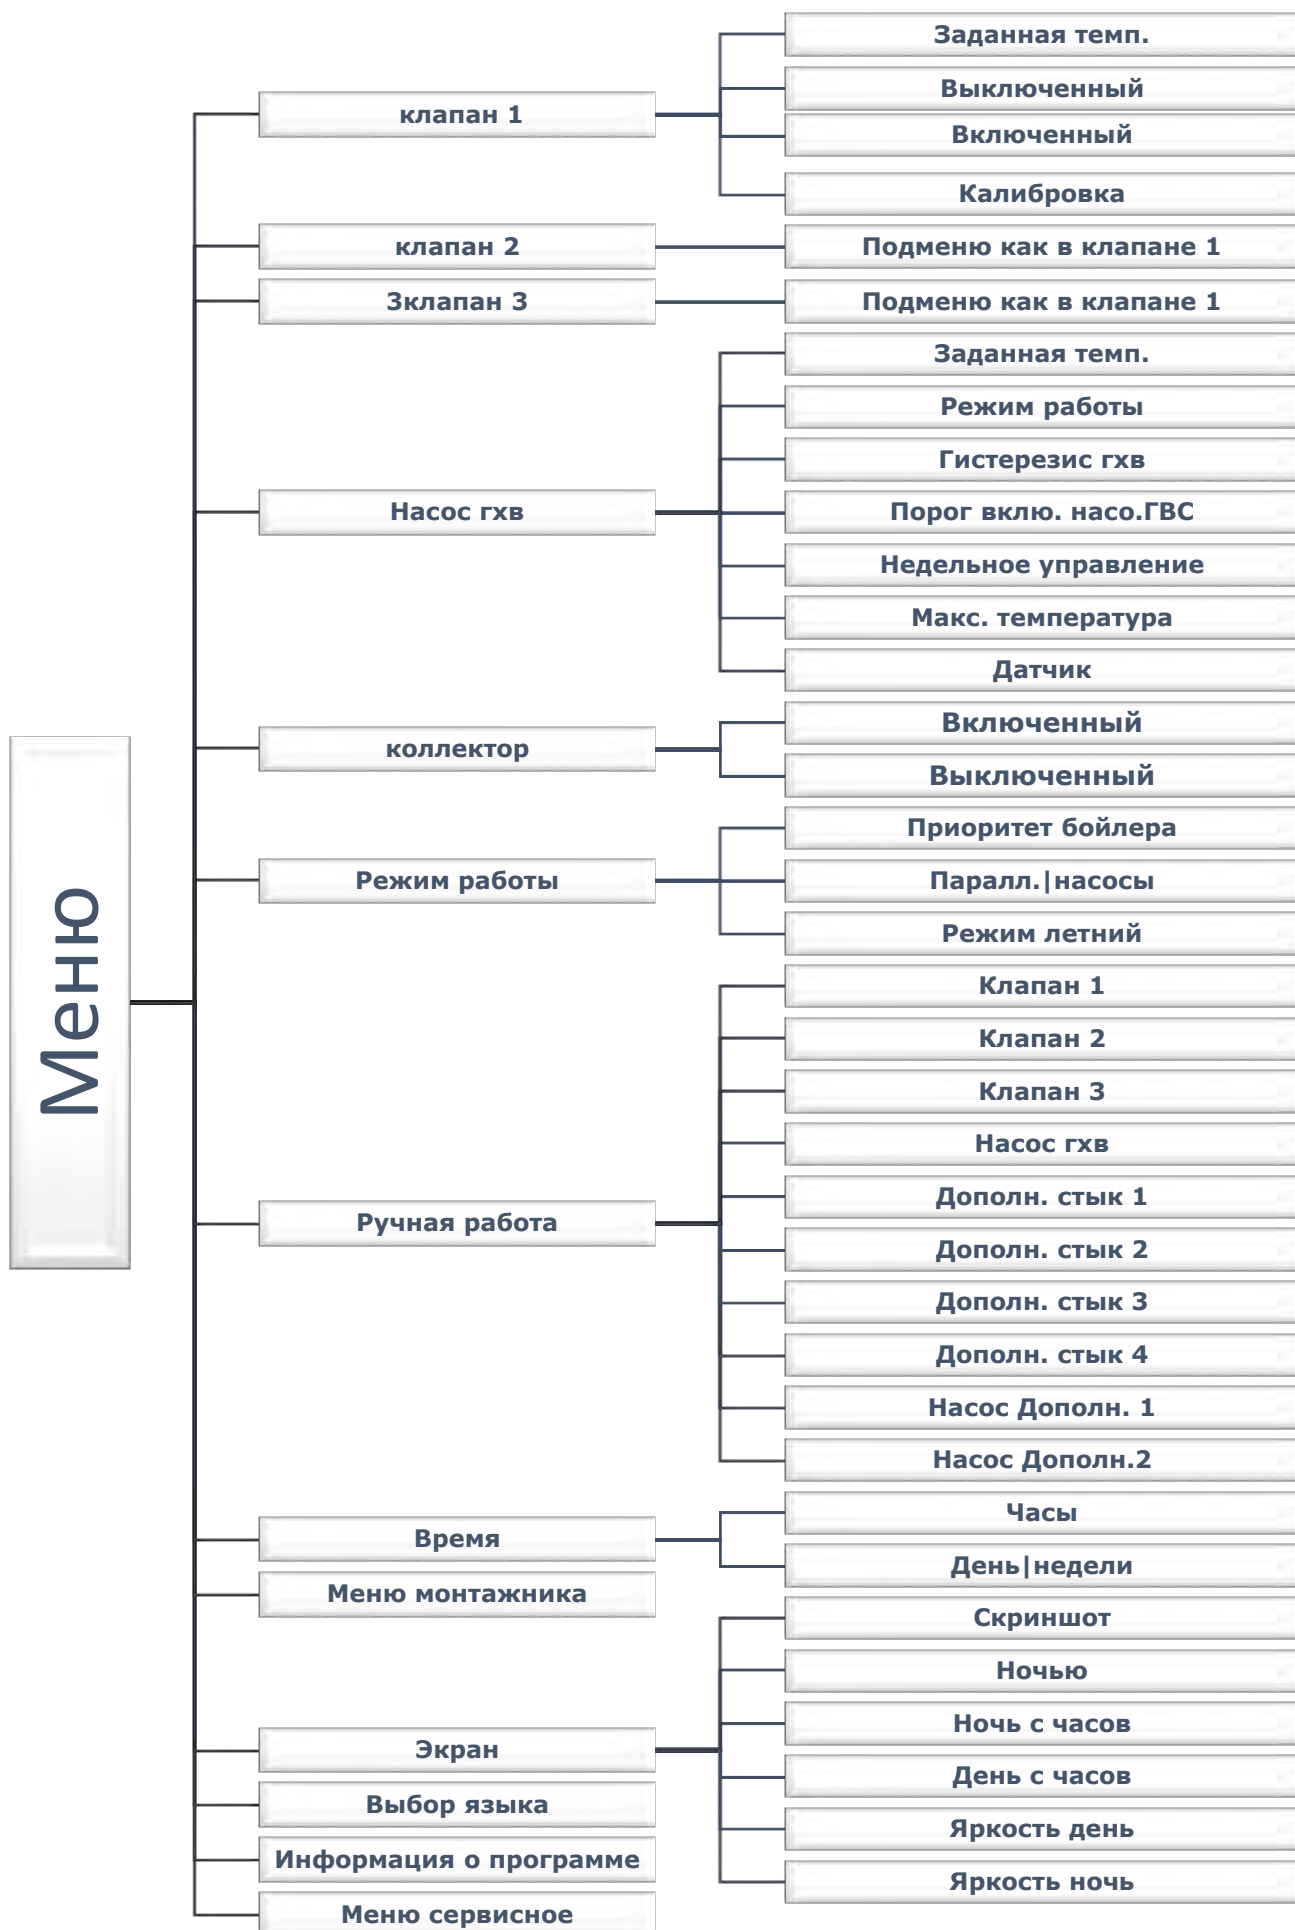 Меню
клапан 1
Заданная темп.
Выключенный
Включенный
Калибровка
клапан 2
Подменю как в клапане 1
3клапан 3
Подменю как в клапане 1
Насос гхв
Заданная темп.
Режим работы
Гистерезис гхв
Порог вклю. насо.ГВС
Недельное управление
Макс. температура
Датчик
коллектор
Включенный
Выключенный
Режим работы
Приоритет бойлера
Паралл.|насосы
Режим летний
Ручная работа
Клапан 1
Клапан 2
Клапан 3
Насос гхв
Дополн. стык 1
Дополн. стык 2
Дополн. стык 3
Дополн. стык 4
Насос Дополн. 1
Насос Дополн.2
Время
Часы
День|недели
Меню монтажника
Экран
Скриншот
Ночью
Ночь с часов
День с часов
Яркость день
Яркость ночь
Выбор языка
Информация о программе
Меню сервисное